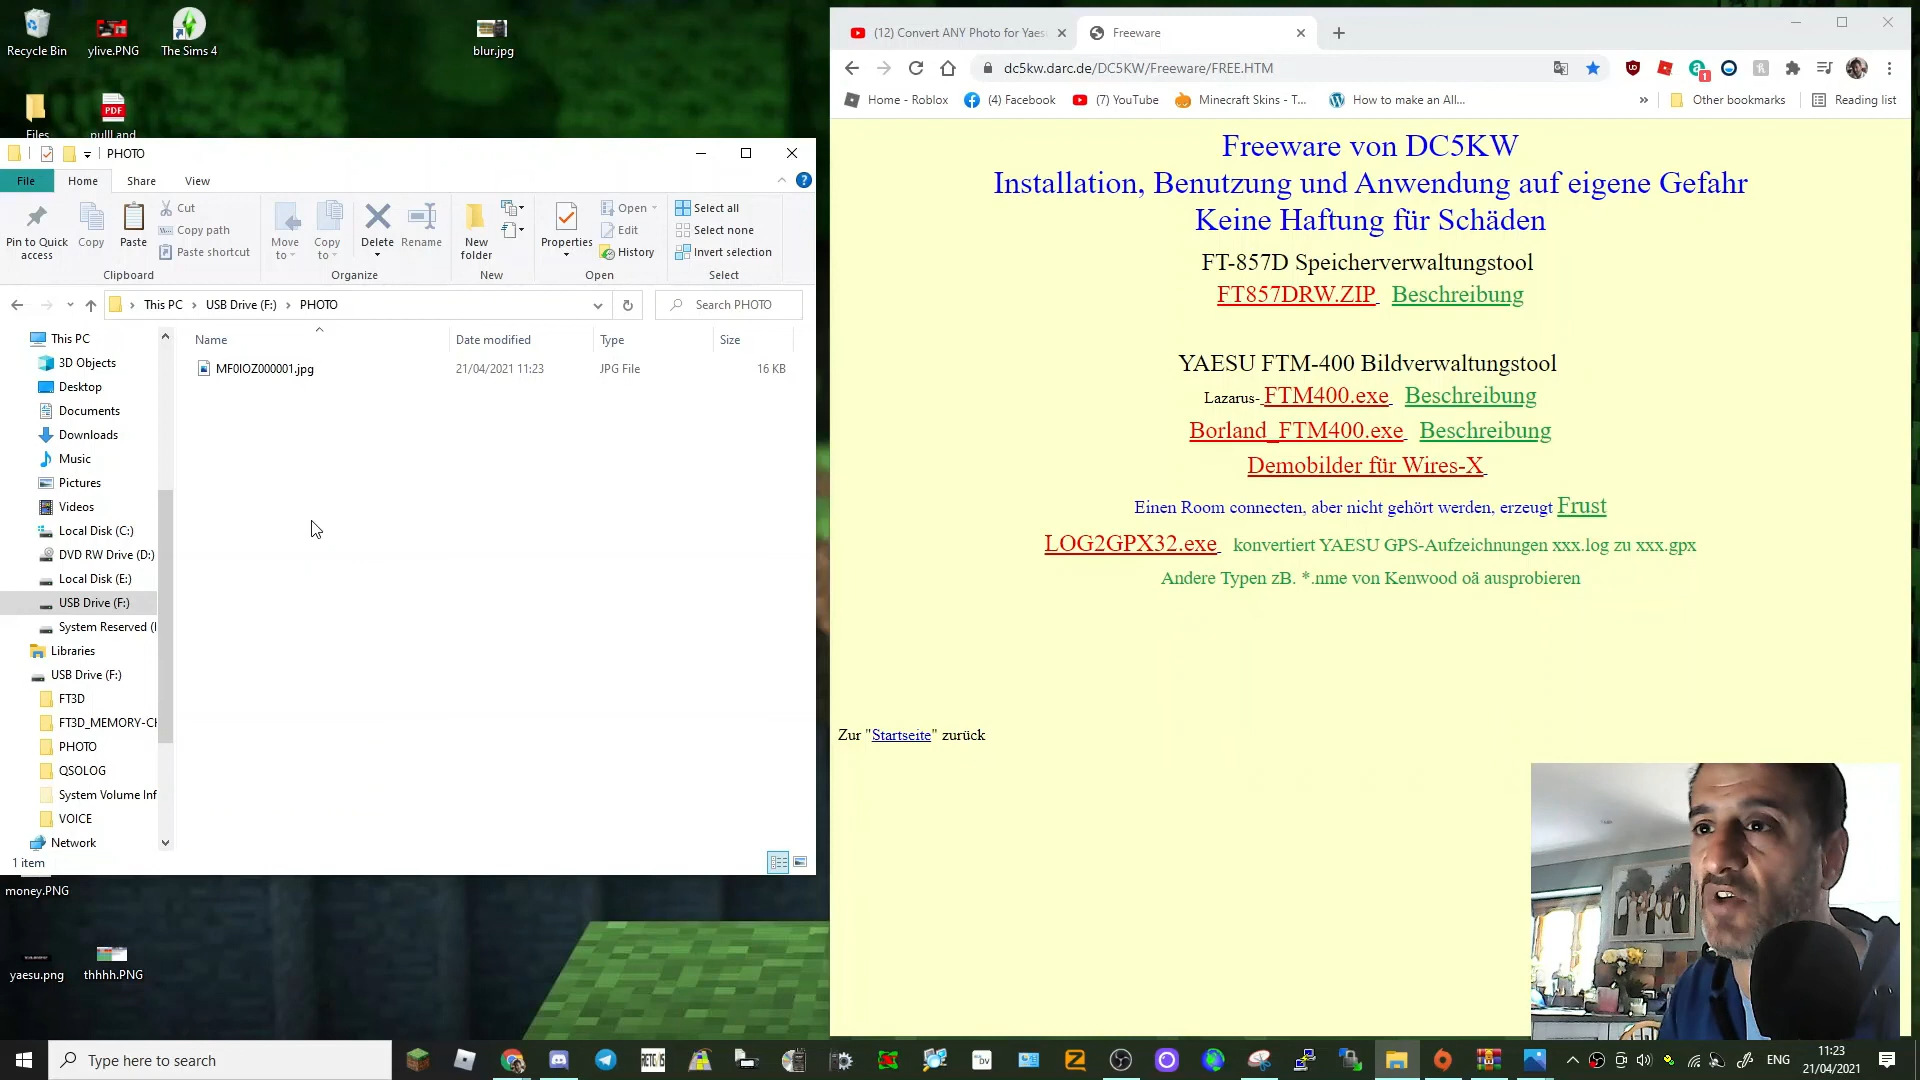 Recycle Bin
ylive.PNG
The Sims 4
blur.jpg
Files
pulll and
PHOTO
File
Home
Share
View
Pin to Quick access
Copy
Paste
Cut
Copy path
Paste shortcut
Move to
Copy to
Delete
Rename
New folder
Properties
Open
Edit
History
Select all
Select none
Invert selection
Clipboard
Organize
New
Open
Select
This PC
USB Drive (F:)
PHOTO
Search PHOTO
Name
Date modified
Type
Size
MF0IOZ000001.jpg
21/04/2021 11:23
JPG File
16 KB
This PC
3D Objects
Desktop
Documents
Downloads
Music
Pictures
Videos
Local Disk (C:)
DVD RW Drive (D:)
Local Disk (E:)
USB Drive (F:)
System Reserved (
Libraries
USB Drive (F:)
FT3D
FT3D_MEMORY-CH
PHOTO
QSOLOG
System Volume Inf
VOICE
Network
1 item
money.PNG
yaesu.png
thhhh.PNG
(12) Convert ANY Photo for Yaes
Freeware
dc5kw.darc.de/DC5KW/Freeware/FREE.HTM
1
Home - Roblox
(4) Facebook
(7) YouTube
Minecraft Skins - T...
How to make an All...
Other bookmarks
Reading list
Freeware von DC5KW
Installation, Benutzung und Anwendung auf eigene Gefahr
Keine Haftung für Schäden
FT-857D Speicherverwaltungstool
FT857DRW.ZIP Beschreibung
YAESU FTM-400 Bildverwaltungstool
Lazarus- FTM400.exe Beschreibung
Borland_FTM400.exe Beschreibung
Demobilder für Wires-X
Einen Room connecten, aber nicht gehört werden, erzeugt Frust
LOG2GPX32.exe konvertiert YAESU GPS-Aufzeichnungen xxx.log zu xxx.gpx
Andere Typen zB. *.nme von Kenwood oä ausprobieren
Zur "Startseite" zurück
Type here to search
ENG
11:23
21/04/2021